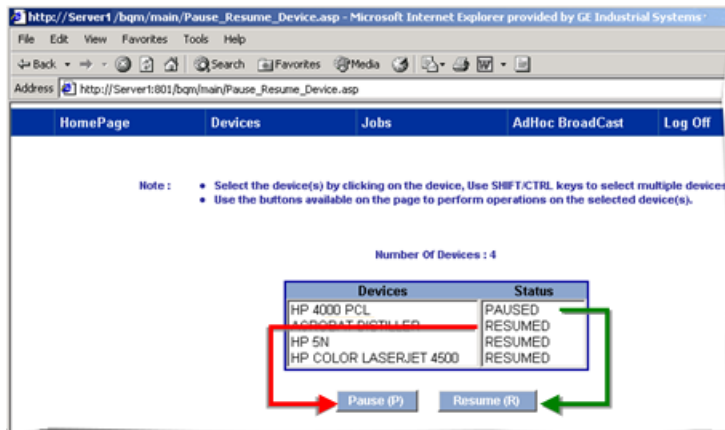 http://Server1/bqm/main/Pause_Resume_Device.asp - Microsoft Internet Explorer provided by GE Industrial Systems
File Edit View Favorites Tools Help
Back Search Favorites Media
Address http://Server1:801/bqm/main/Pause_Resume_Device.asp
HomePage Devices Jobs AdHoc BroadCast Log Off
Note : • Select the device(s) by clicking on the device, Use SHIFT/CTRL keys to select multiple devices
• Use the buttons available on the page to perform operations on the selected device(s).
Number Of Devices : 4
Devices Status
HP 4000 PCL PAUSED
ACROBAT DISTILLER RESUMED
HP 5N RESUMED
HP COLOR LASERJET 4500 RESUMED
Pause (P) Resume (R)